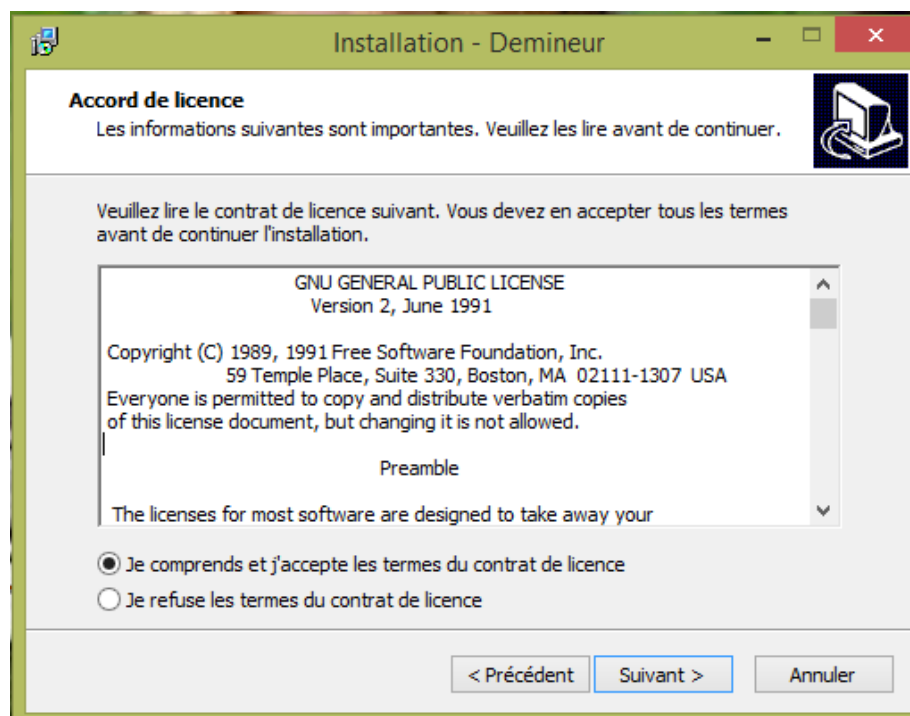 Installation - Demineur
Accord de licence
Les informations suivantes sont importantes. Veuillez les lire avant de continuer.
Veuillez lire le contrat de licence suivant. Vous devez en accepter tous les termes
avant de continuer l'installation.
GNU GENERAL PUBLIC LICENSE
Version 2, June 1991
Copyright (C) 1989, 1991 Free Software Foundation, Inc.
59 Temple Place, Suite 330, Boston, MA 02111-1307 USA
Everyone is permitted to copy and distribute verbatim copies
of this license document, but changing it is not allowed.
Preamble
The licenses for most software are designed to take away your
Je comprends et j'accepte les termes du contrat de licence
Je refuse les termes du contrat de licence
< Précédent Suivant > Annuler